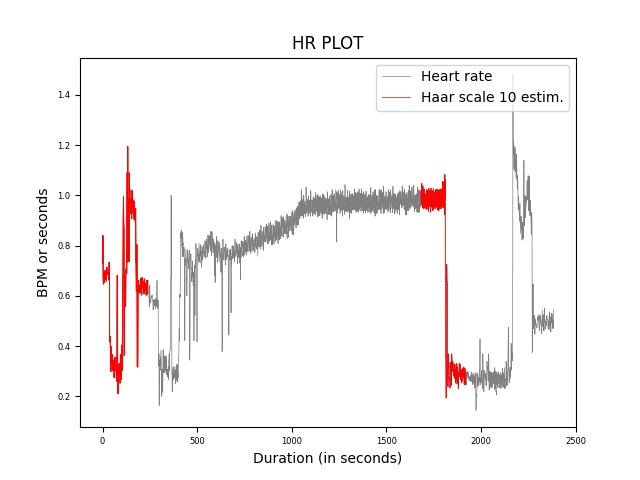 HR PLOT
Heart rate
Haar scale 10 estim.
BPM or seconds
1.4
1.2
1.0
0.8
0.6
0.4
0.2
0
500
1000
1500
2000
2500
Duration (in seconds)